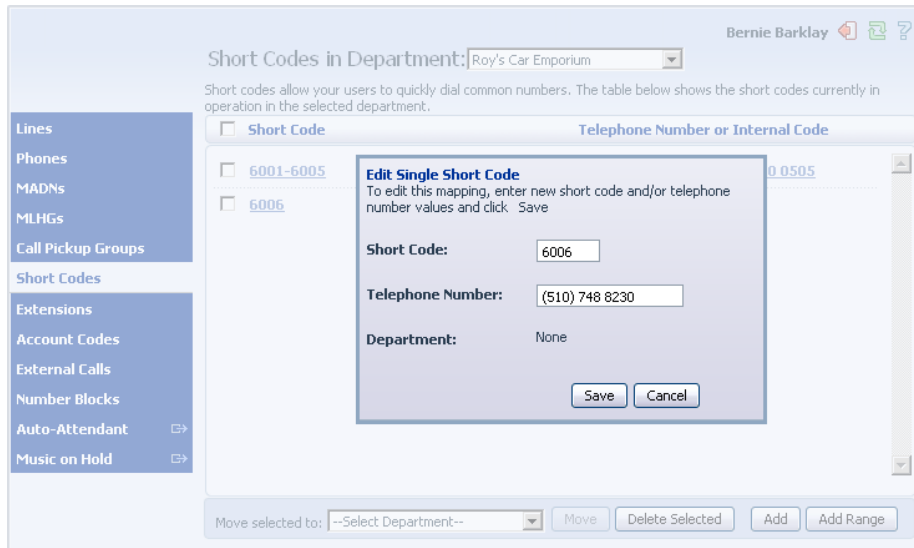 Bernie Barklay
Short Codes in Department: Roy's Car Emporium
Short codes allow your users to quickly dial common numbers. The table below shows the short codes currently in
operation in the selected department.
Lines
Phones
MADNs
MLHGs
Call Pickup Groups
Short Codes
Extensions
Account Codes
External Calls
Number Blocks
Auto-Attendant
Music on Hold
Short Code Telephone Number or Internal Code
6001-6005 0 0505
6006
Edit Single Short Code
To edit this mapping, enter new short code and/or telephone
number values and click Save
Short Code: 6006
Telephone Number: (510) 748 8230
Department: None
Save Cancel
Move selected to: --Select Department-- Move Delete Selected Add Add Range